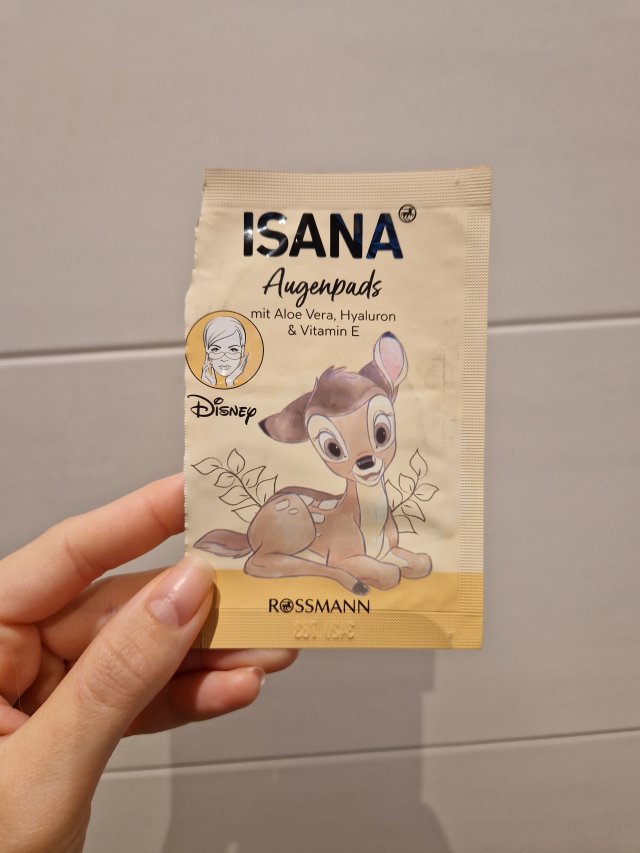 ISANA
Augenpads
mit Aloe Vera, Hyaluron
& Vitamin E
Disney
ROSSMANN